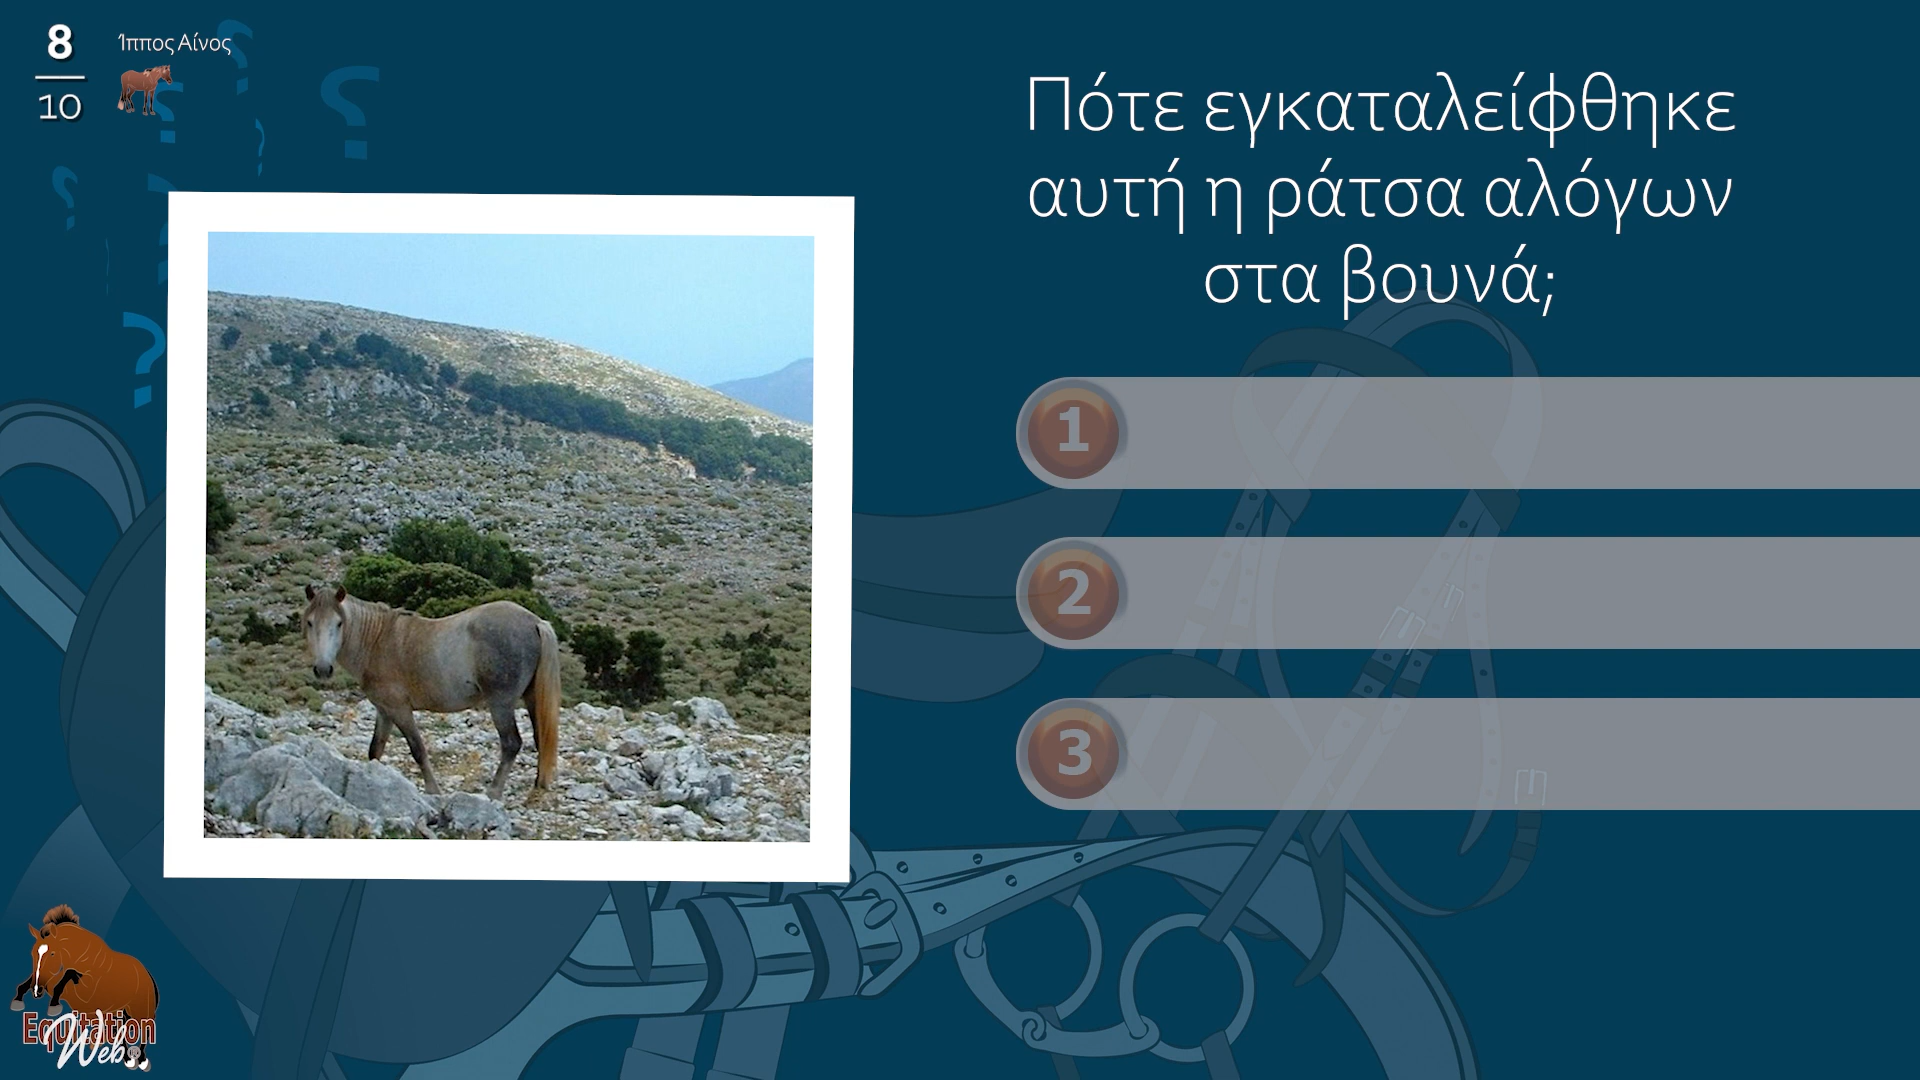 8
10
Ίππος Αίνος
Πότε εγκαταλείφθηκε
αυτή η ράτσα αλόγων
στα βουνά;
1
2
3
Equitation
Web